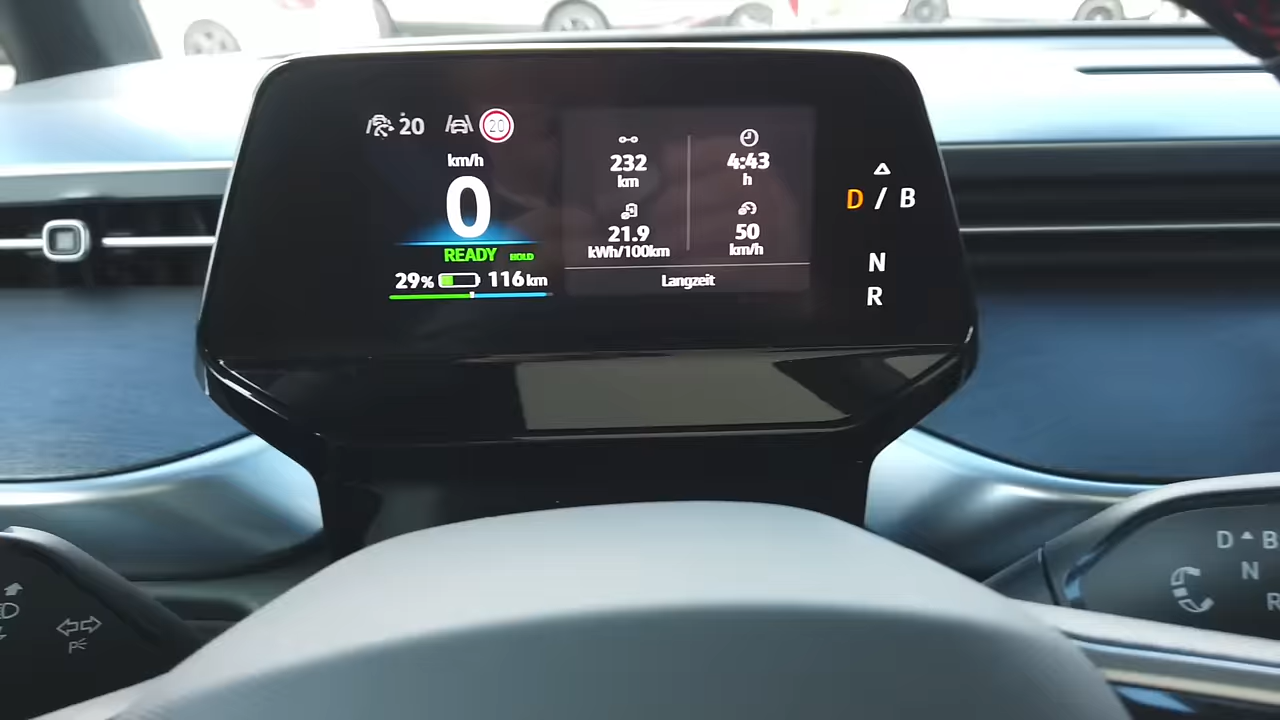 20
20
km/h
0
READY HOLD
29% 116 km
232
km
4:43
h
21.9
kWh/100km
50
km/h
Langzeit
D / B
N
R
D B
N
R
P